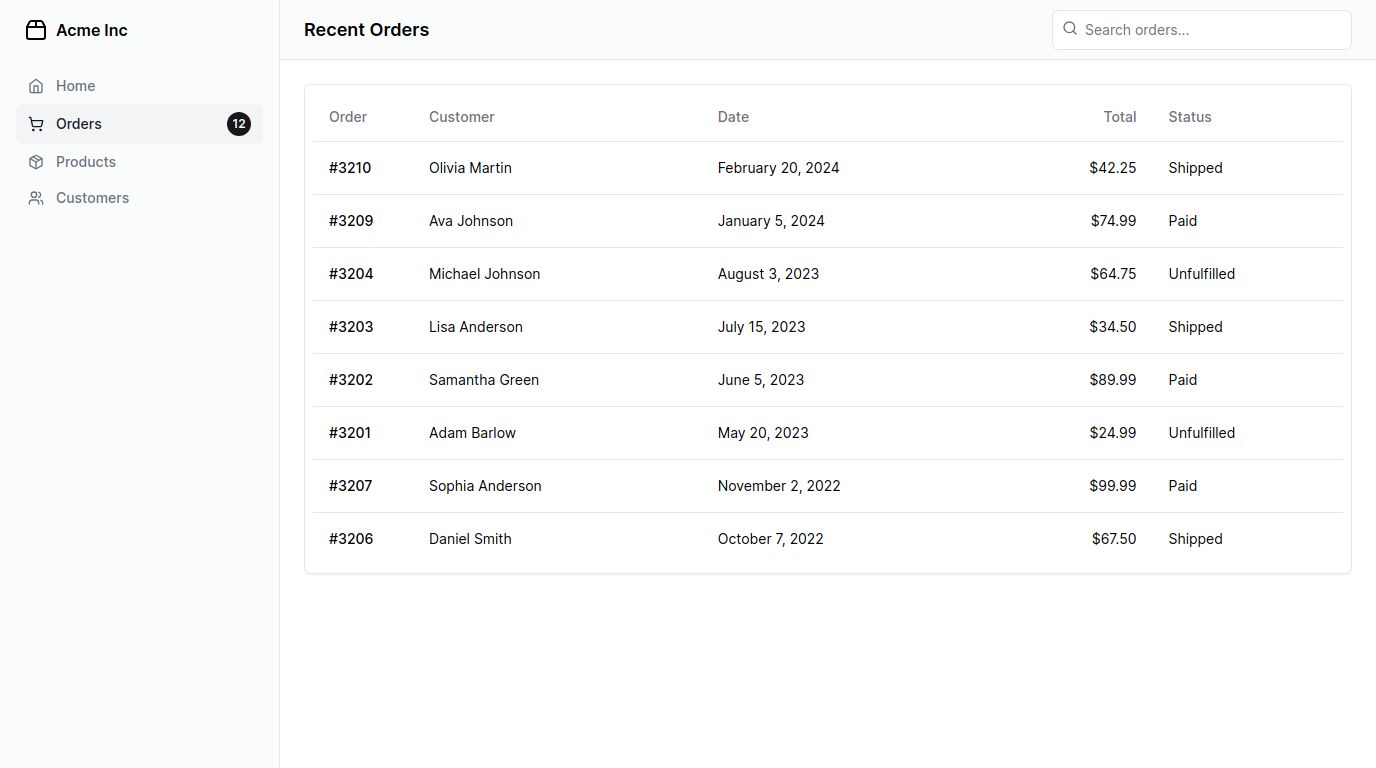 Acme Inc
Home
Orders 12
Products
Customers
Recent Orders
Search orders...
Order Customer Date Total Status
#3210 Olivia Martin February 20, 2024 $42.25 Shipped
#3209 Ava Johnson January 5, 2024 $74.99 Paid
#3204 Michael Johnson August 3, 2023 $64.75 Unfulfilled
#3203 Lisa Anderson July 15, 2023 $34.50 Shipped
#3202 Samantha Green June 5, 2023 $89.99 Paid
#3201 Adam Barlow May 20, 2023 $24.99 Unfulfilled
#3207 Sophia Anderson November 2, 2022 $99.99 Paid
#3206 Daniel Smith October 7, 2022 $67.50 Shipped